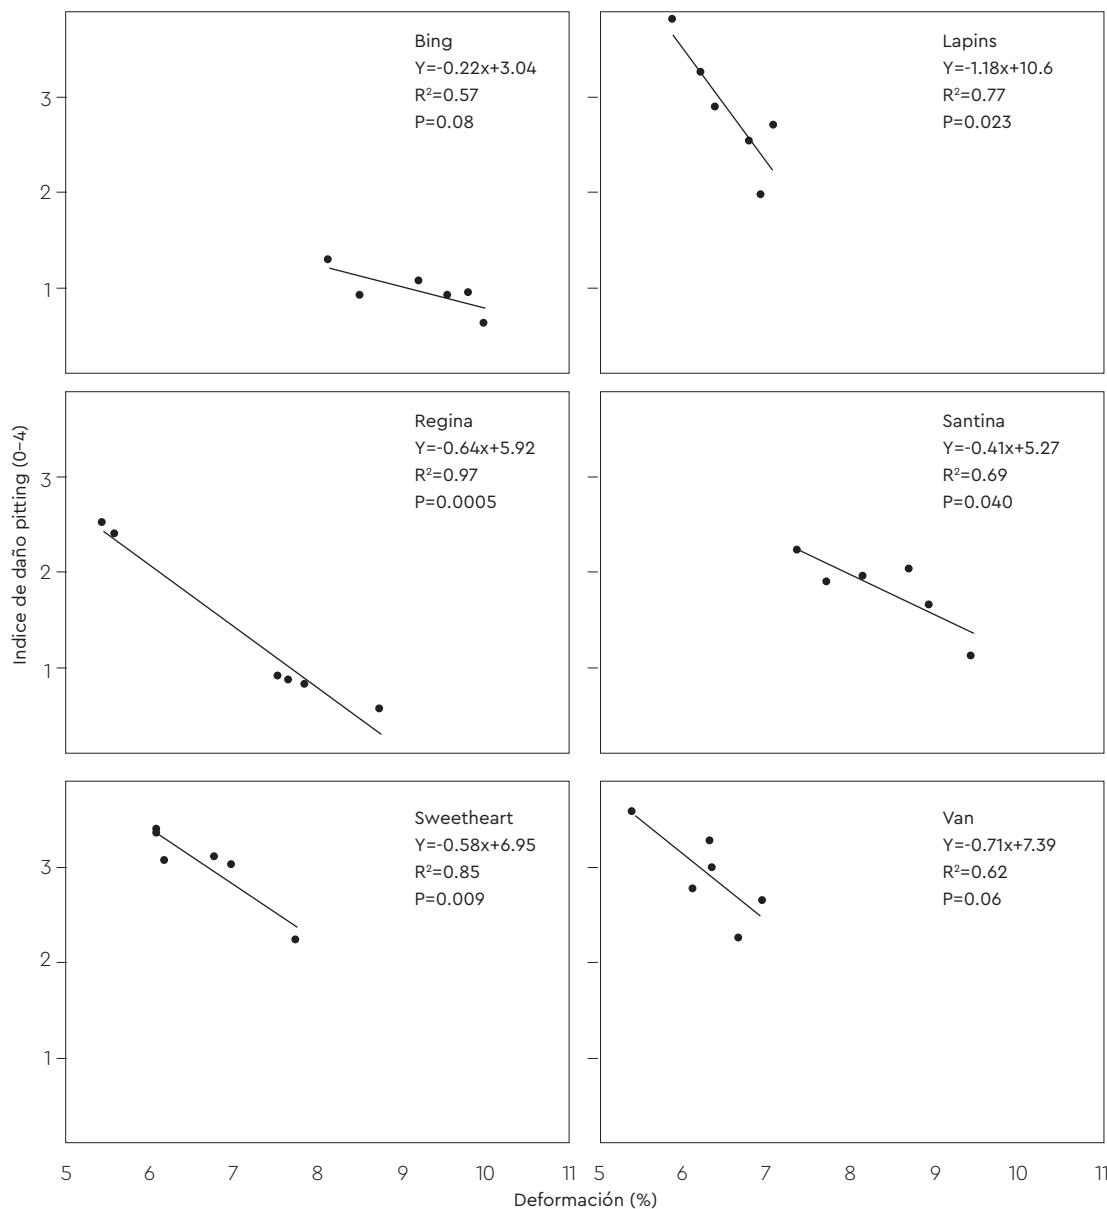 Bing
Y=-0.22x+3.04
R²=0.57
P=0.08
Lapins
Y=-1.18x+10.6
R²=0.77
P=0.023
3
2
1
Regina
Y=-0.64x+5.92
R²=0.97
P=0.0005
Santina
Y=-0.41x+5.27
R²=0.69
P=0.040
3
2
1
Indice de daño pitting (0-4)
Sweetheart
Y=-0.58x+6.95
R²=0.85
P=0.009
Van
Y=-0.71x+7.39
R²=0.62
P=0.06
3
2
1
5 6 7 8 9 10 11
5 6 7 8 9 10 11
Deformación (%)